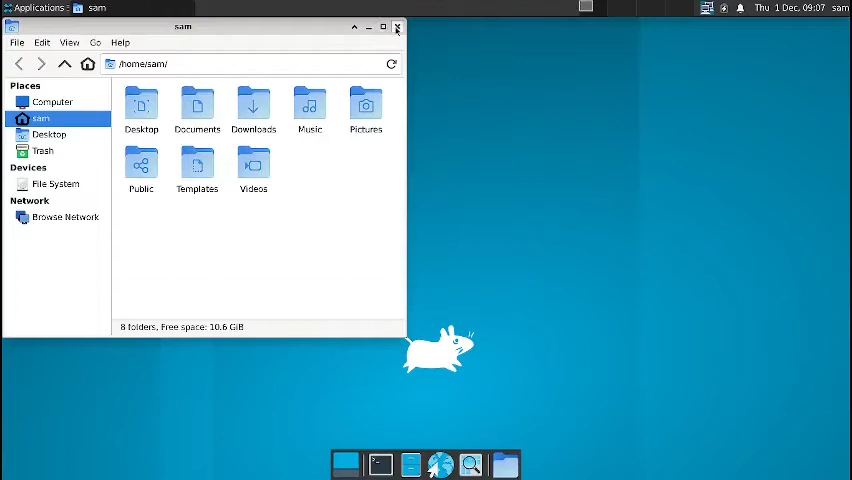 Applications
sam
Thu 1 Dec, 09:07
sam
sam
File Edit View Go Help
/home/sam/
Places
Computer
sam
Desktop
Trash
Devices
File System
Network
Browse Network
Desktop Documents Downloads Music Pictures
Public Templates Videos
8 folders, Free space: 10.6 GiB